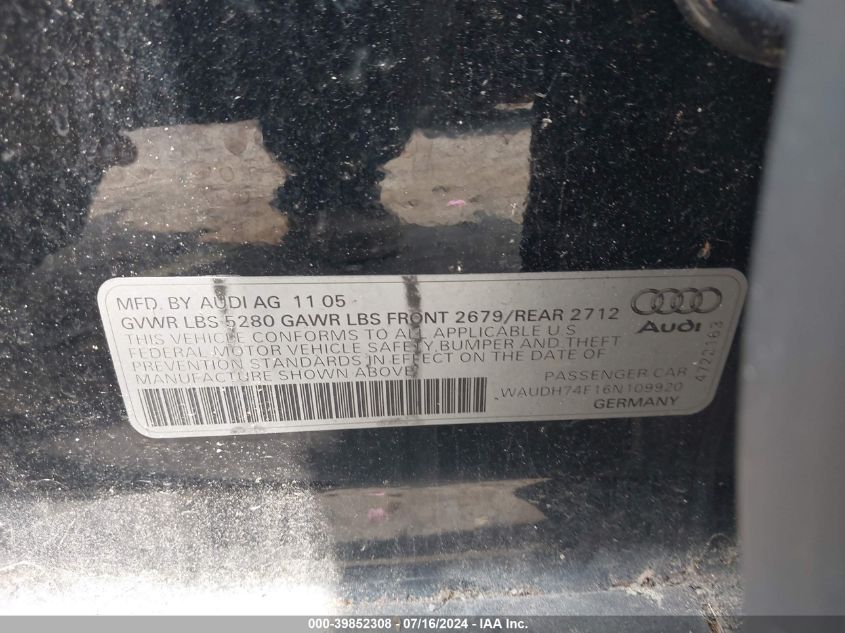 MFD. BY AUDI AG 11 05
GVWR LBS 5280 GAWR LBS FRONT 2679/REAR 2712
THIS VEHICLE CONFORMS TO ALL APPLICABLE U S
FEDERAL MOTOR VEHICLE SAFETY, BUMPER AND THEFT
PREVENTION STANDARDS IN EFFECT ON THE DATE OF
MANUFACTURE SHOWN ABOVE
PASSENGER CAR
WAUDH74F16N109920
GERMANY
Audi
4722163
000-39852308 - 07/16/2024 - IAA Inc.